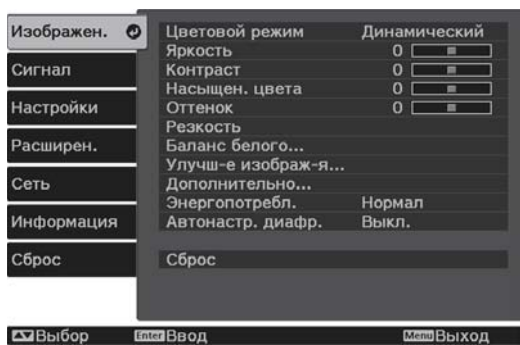 Изображен.
Сигнал
Настройки
Расширен.
Сеть
Информация
Сброс
Цветовой режим Динамический
Яркость 0
Контраст 0
Насыщен. цвета 0
Оттенок 0
Резкость
Баланс белого...
Улучш-е изображ-я...
Дополнительно...
Энергопотребл. Нормал
Автонастр. диафр. Выкл.
Сброс
Выбор Enter Ввод Menu Выход